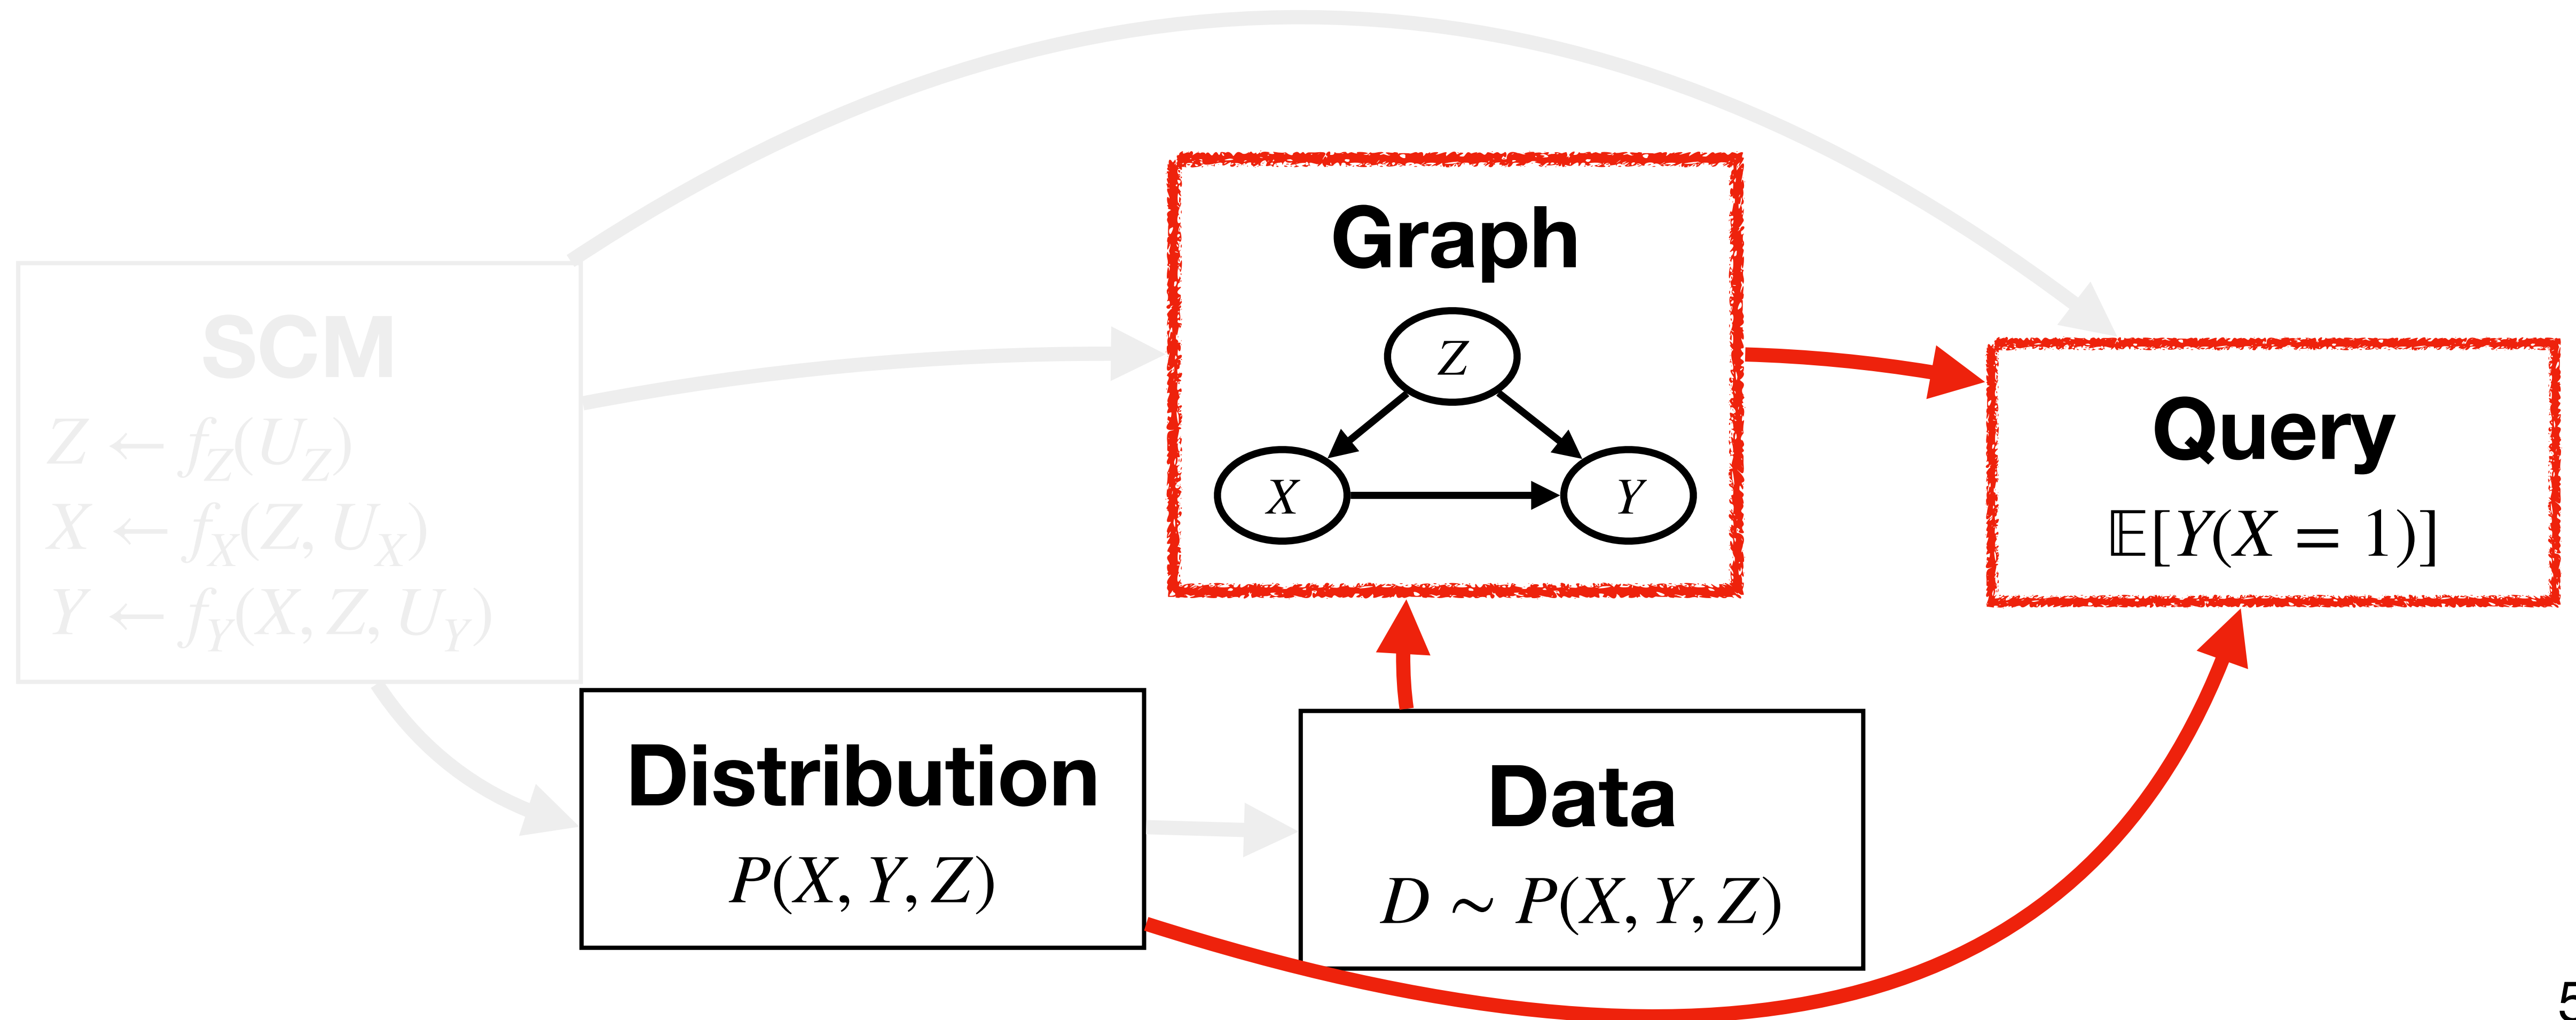 SCM
Z ← f_Z(U_Z)
X ← f_X(Z, U_X)
Y ← f_Y(X, Z, U_Y)
Graph
Z
X
Y
Query
𝔼[Y(X = 1)]
Distribution
P(X, Y, Z)
Data
D ∼ P(X, Y, Z)
5